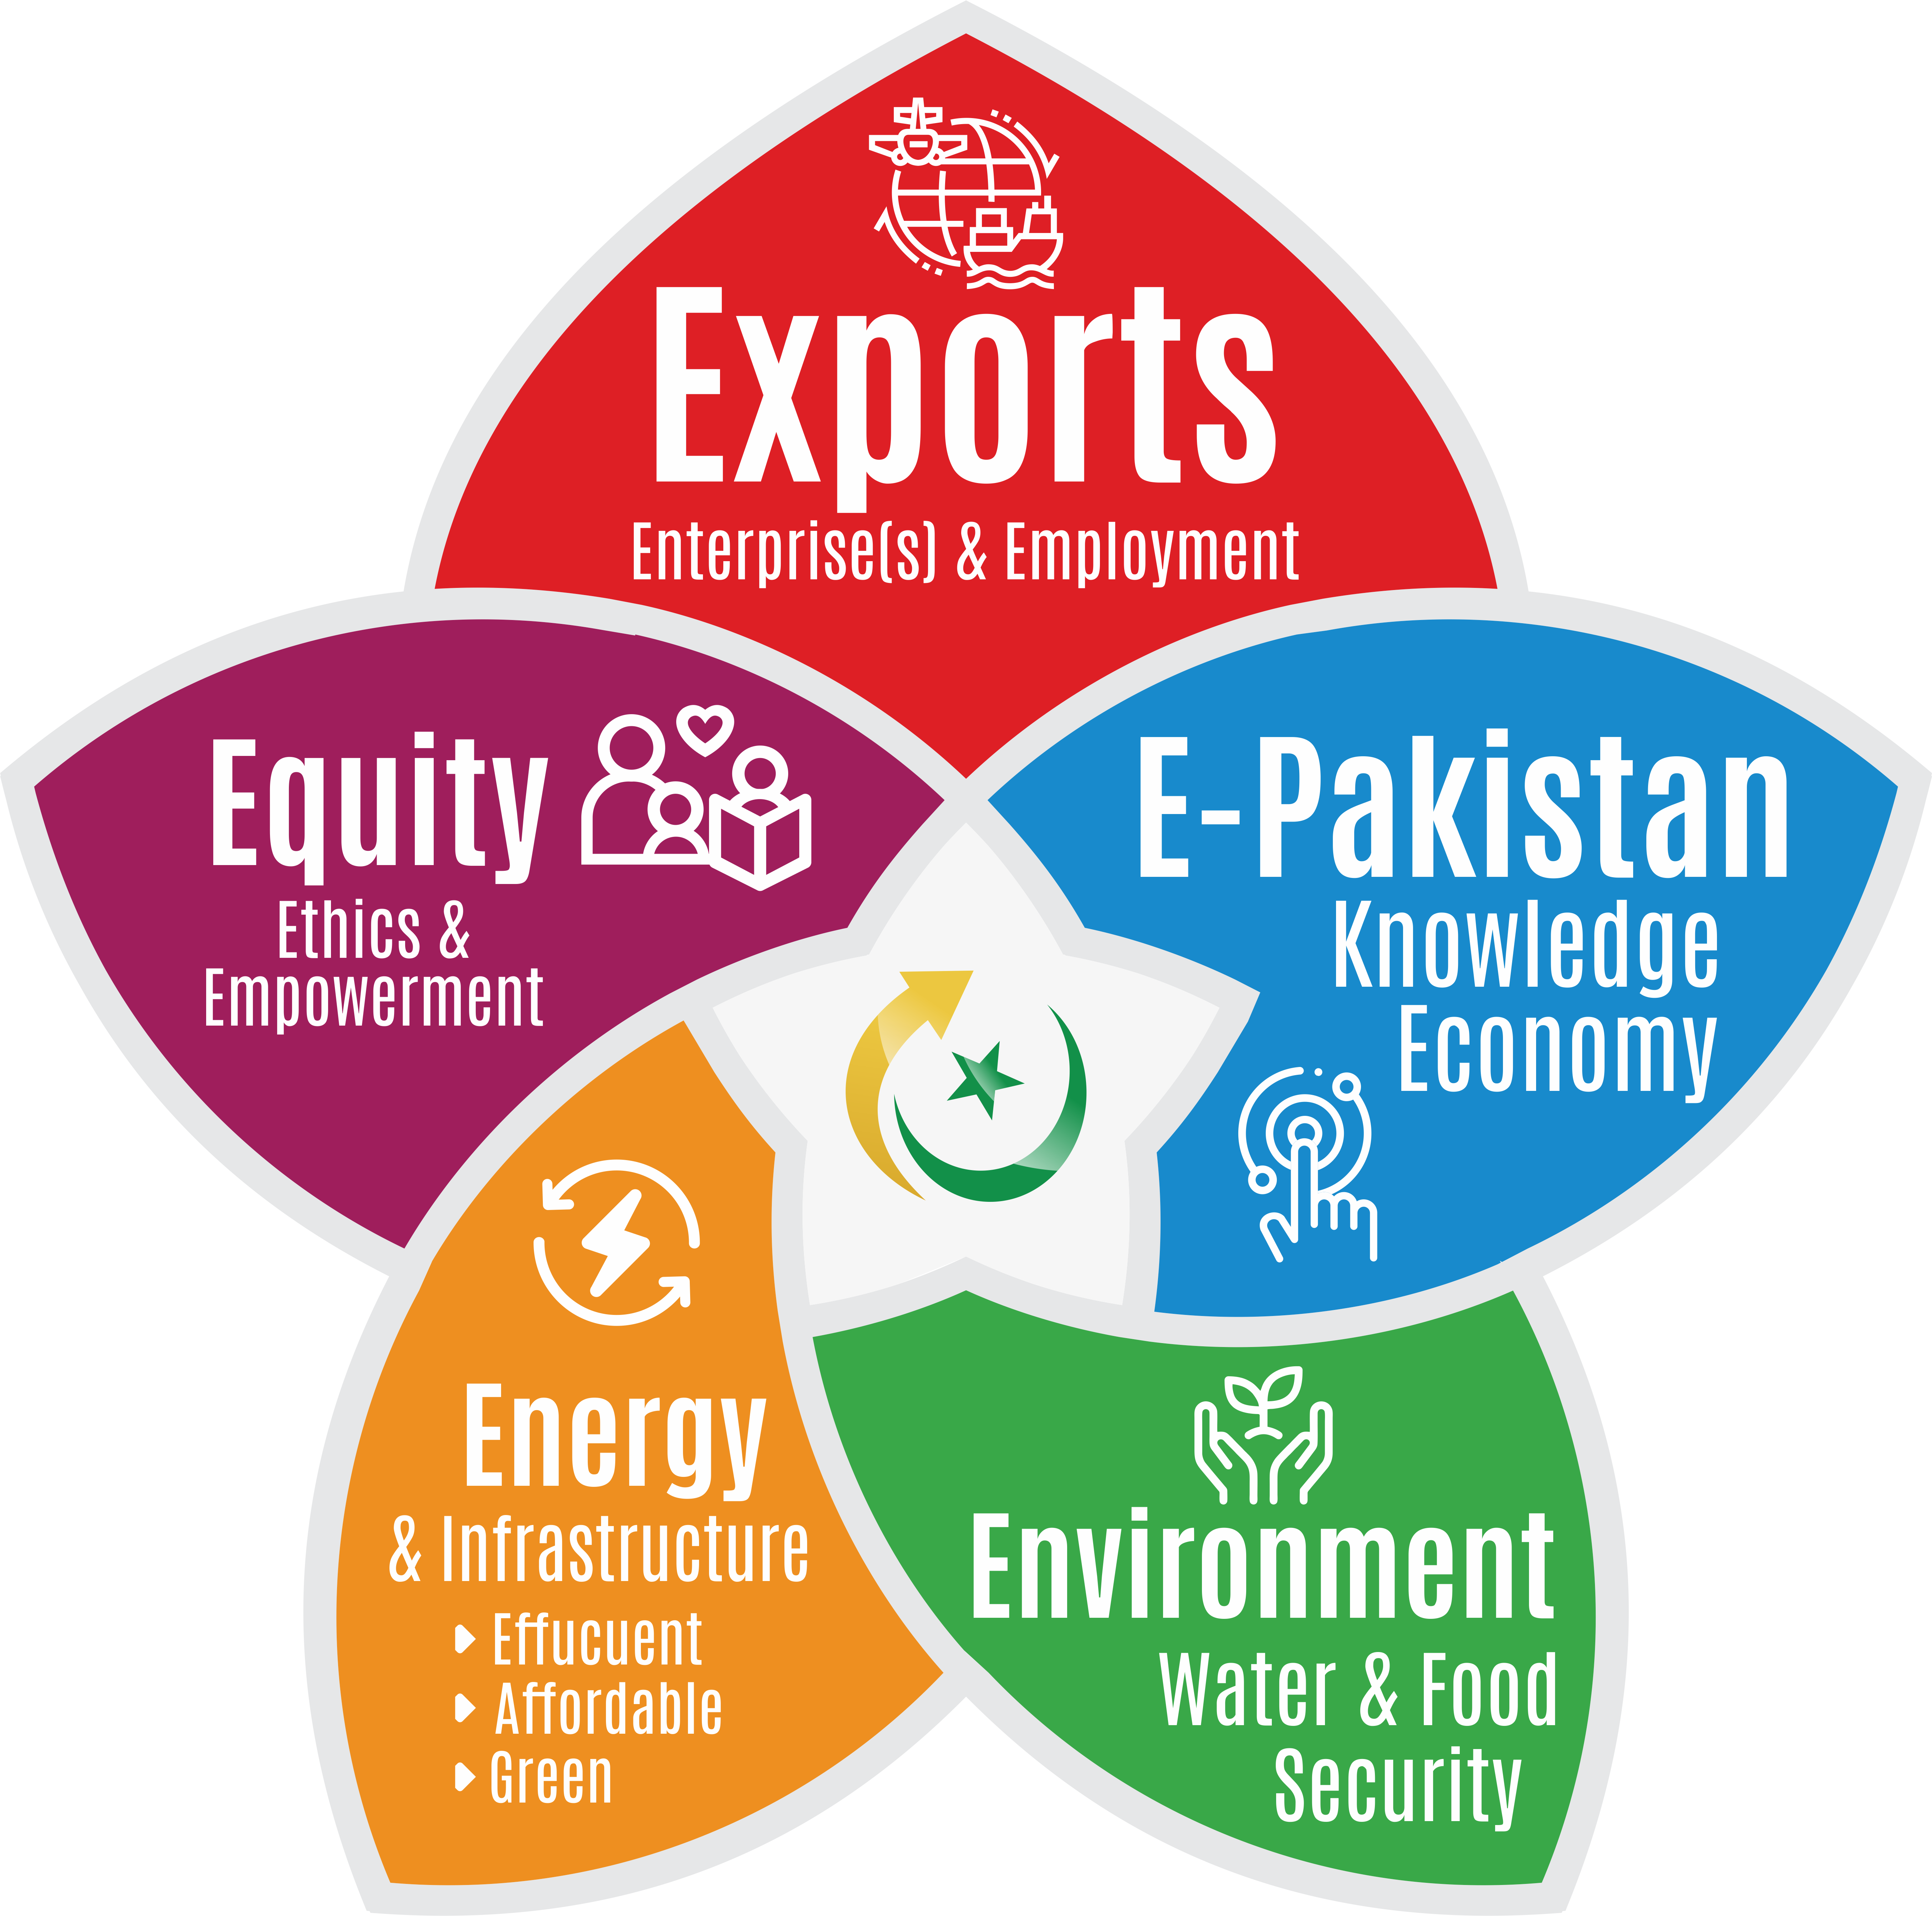 Exports
Enterprise(s) & Employment
Equity
Ethics &
Empowerment
E-Pakistan
Knowledge
Economy
Energy
& Infrastructure
Effucuent
Affordable
Green
Environment
Water & Food
Security